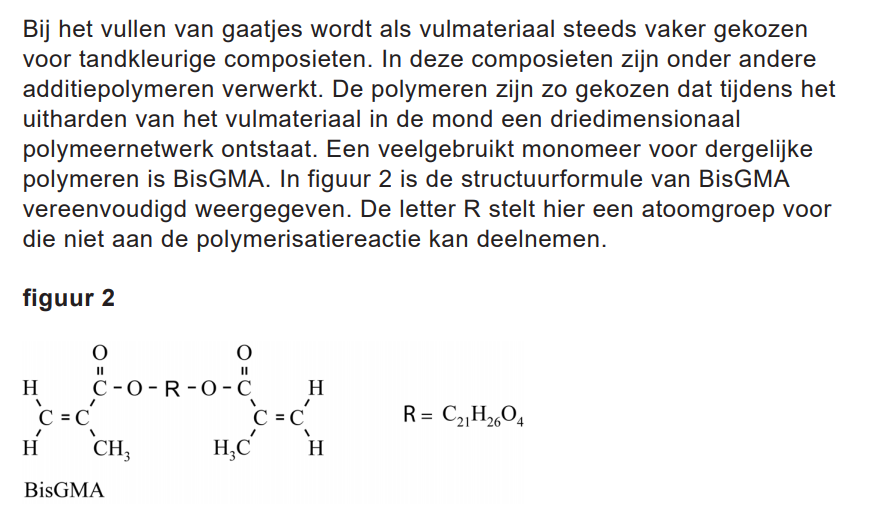 Bij het vullen van gaatjes wordt als vulmateriaal steeds vaker gekozen
voor tandkleurige composieten. In deze composieten zijn onder andere
additiepolymeren verwerkt. De polymeren zijn zo gekozen dat tijdens het
uitharden van het vulmateriaal in de mond een driedimensionaal
polymeernetwerk ontstaat. Een veelgebruikt monomeer voor dergelijke
polymeren is BisGMA. In figuur 2 is de structuurformule van BisGMA
vereenvoudigd weergegeven. De letter R stelt hier een atoomgroep voor
die niet aan de polymerisatiereactie kan deelnemen.
figuur 2
O O
H C - O - R - O - C H
C = C C = C R = C₂₁H₂₆O₄
H CH₃ H₃C H
BisGMA